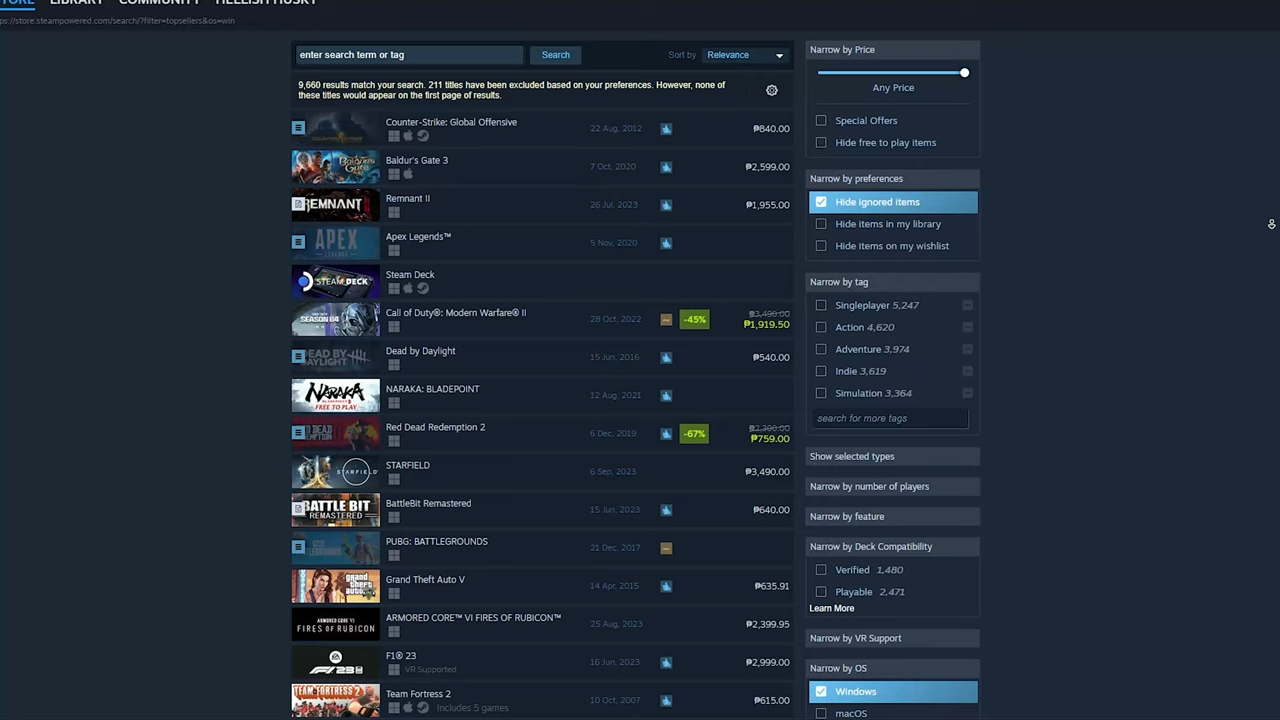 LIBRARY
COMMUNITY
ps://store.steampowered.com/search/?filter=topsellers&os=win
enter search term or tag
Search
Sort by
Relevance
9,660 results match your search. 211 titles have been excluded based on your preferences. However, none of
these titles would appear on the first page of results.
Counter-Strike: Global Offensive
22 Aug, 2012
₱640.00
Baldur's Gate 3
7 Oct, 2020
₱2,599.00
REMNANT
Remnant II
26 Jul, 2023
₱1,955.00
APEX
Apex Legends™
5 Nov, 2020
STEAM DECK
Steam Deck
SEASON 04
Call of Duty®: Modern Warfare® II
28 Oct, 2022
-45%
₱3,490.00
₱1,919.50
DEAD BY
DAYLIGHT
Dead by Daylight
15 Jun, 2016
₱540.00
NARAKA
BLADEPOINT
FREE TO PLAY
NARAKA: BLADEPOINT
12 Aug, 2021
Red Dead Redemption 2
6 Dec, 2019
-67%
₱2,300.00
₱759.00
STARFIELD
STARFIELD
6 Sep, 2023
₱3,490.00
BATTLE BIT
REMASTERED
BattleBit Remastered
15 Jun, 2023
₱640.00
PUBG: BATTLEGROUNDS
21 Dec, 2017
grand
theft
auto
Grand Theft Auto V
14 Apr, 2015
₱635.91
ARMORED CORE VI
FIRES OF RUBICON
ARMORED CORE™ VI FIRES OF RUBICON™
25 Aug, 2023
₱2,399.95
EA
F1 23
F1® 23
VR Supported
16 Jun, 2023
₱2,999.00
TEAM FORTRESS 2
Team Fortress 2
Includes 5 games
10 Oct, 2007
₱615.00
Narrow by Price
Any Price
Special Offers
Hide free to play items
Narrow by preferences
Hide ignored items
Hide items in my library
Hide items on my wishlist
Narrow by tag
Singleplayer 5,247
Action 4,620
Adventure 3,974
Indie 3,619
Simulation 3,364
search for more tags
Show selected types
Narrow by number of players
Narrow by feature
Narrow by Deck Compatibility
Verified 1,480
Playable 2,471
Learn More
Narrow by VR Support
Narrow by OS
Windows
macOS